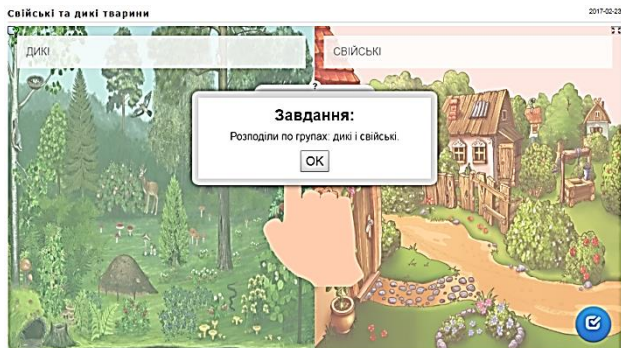 Свійські та дикі тварини
2017-02-23
ДИКІ
СВІЙСЬКІ
?
Завдання:
Розподіли по групах: дикі і свійські.
OK